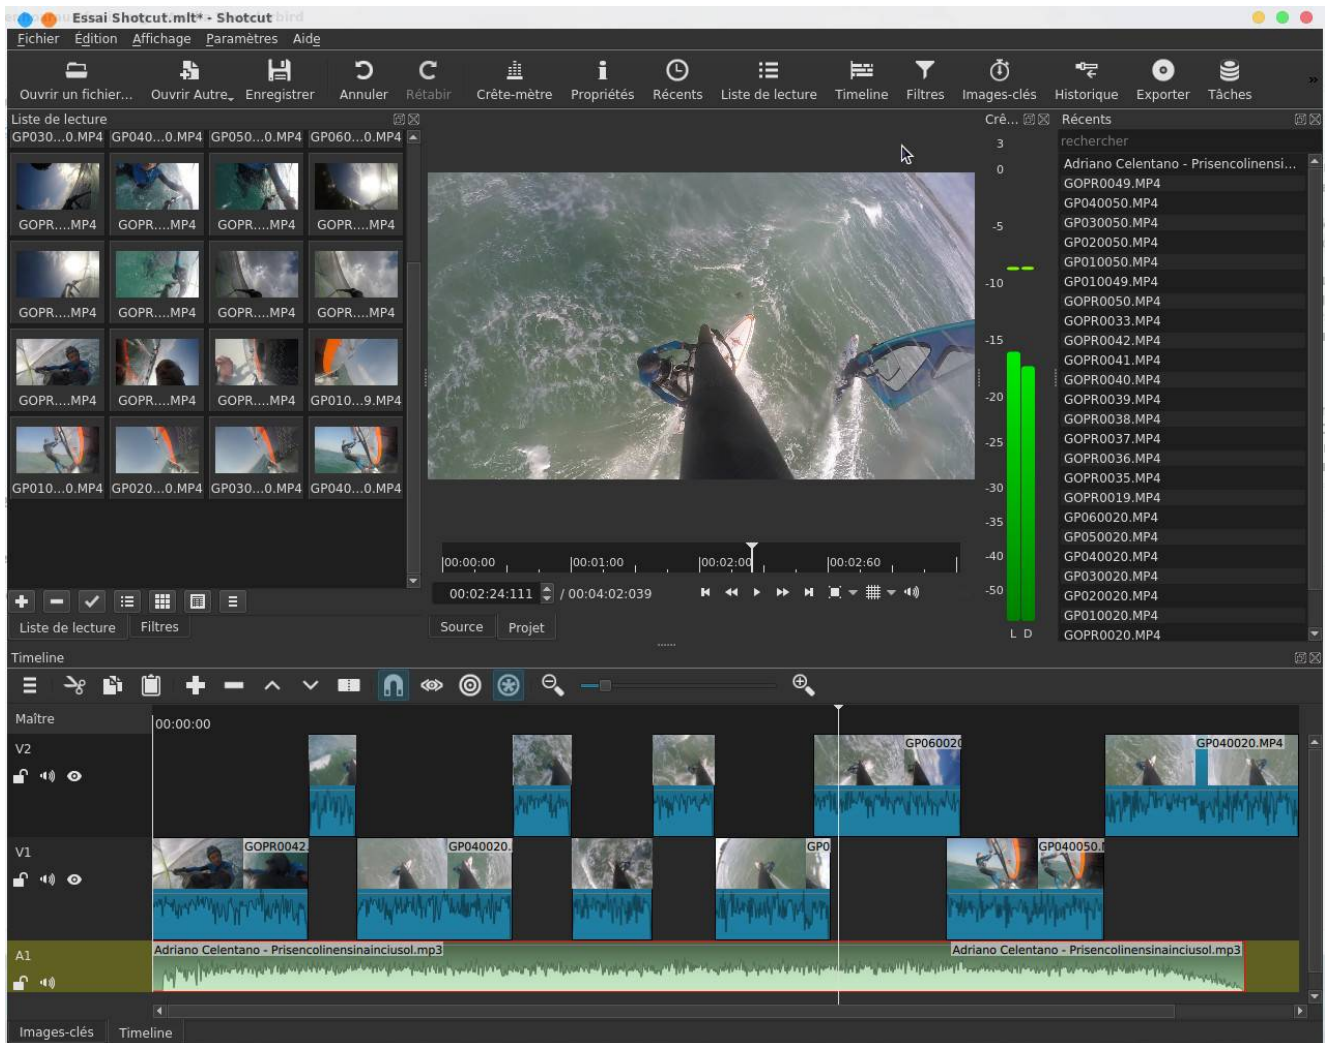 Essai Shotcut.mlt* - Shotcut
Fichier Édition Affichage Paramètres Aide
Ouvrir un fichier... Ouvrir Autre Enregistrer Annuler Rétabir Crête-mètre Propriétés Récents Liste de lecture Timeline Filtres Images-clés Historique Exporter Tâches »
Liste de lecture
GP030...0.MP4 GP040...0.MP4 GP050...0.MP4 GP060...0.MP4
GOPR....MP4 GOPR....MP4 GOPR....MP4 GOPR....MP4
GOPR....MP4 GOPR....MP4 GOPR....MP4 GOPR....MP4
GOPR....MP4 GOPR....MP4 GOPR....MP4 GP010...9.MP4
GP010...0.MP4 GP020...0.MP4 GP030...0.MP4 GP040...0.MP4
Liste de lecture Filtres
00:00:00 00:01:00 00:02:00 00:02:60
00:02:24:111 / 00:04:02:039
Source Projet
Crê...
3
0
-5
-10
-15
-20
-25
-30
-35
-40
-50
L D
Récents
rechercher
Adriano Celentano - Prisencolinensi...
GOPR0049.MP4
GP040050.MP4
GP030050.MP4
GP020050.MP4
GP010050.MP4
GP010049.MP4
GOPR0050.MP4
GOPR0033.MP4
GOPR0042.MP4
GOPR0041.MP4
GOPR0040.MP4
GOPR0039.MP4
GOPR0038.MP4
GOPR0037.MP4
GOPR0036.MP4
GOPR0035.MP4
GOPR0019.MP4
GP060020.MP4
GP050020.MP4
GP040020.MP4
GP030020.MP4
GP020020.MP4
GP010020.MP4
GOPR0020.MP4
Timeline
Maître
00:00:00
V2
GP060020 GP040020.MP4
V1
GOPR0042. GP040020. GP0 GP040050.
A1
Adriano Celentano - Prisencolinensinainciusol.mp3 Adriano Celentano - Prisencolinensinainciusol.mp3
Images-clés Timeline